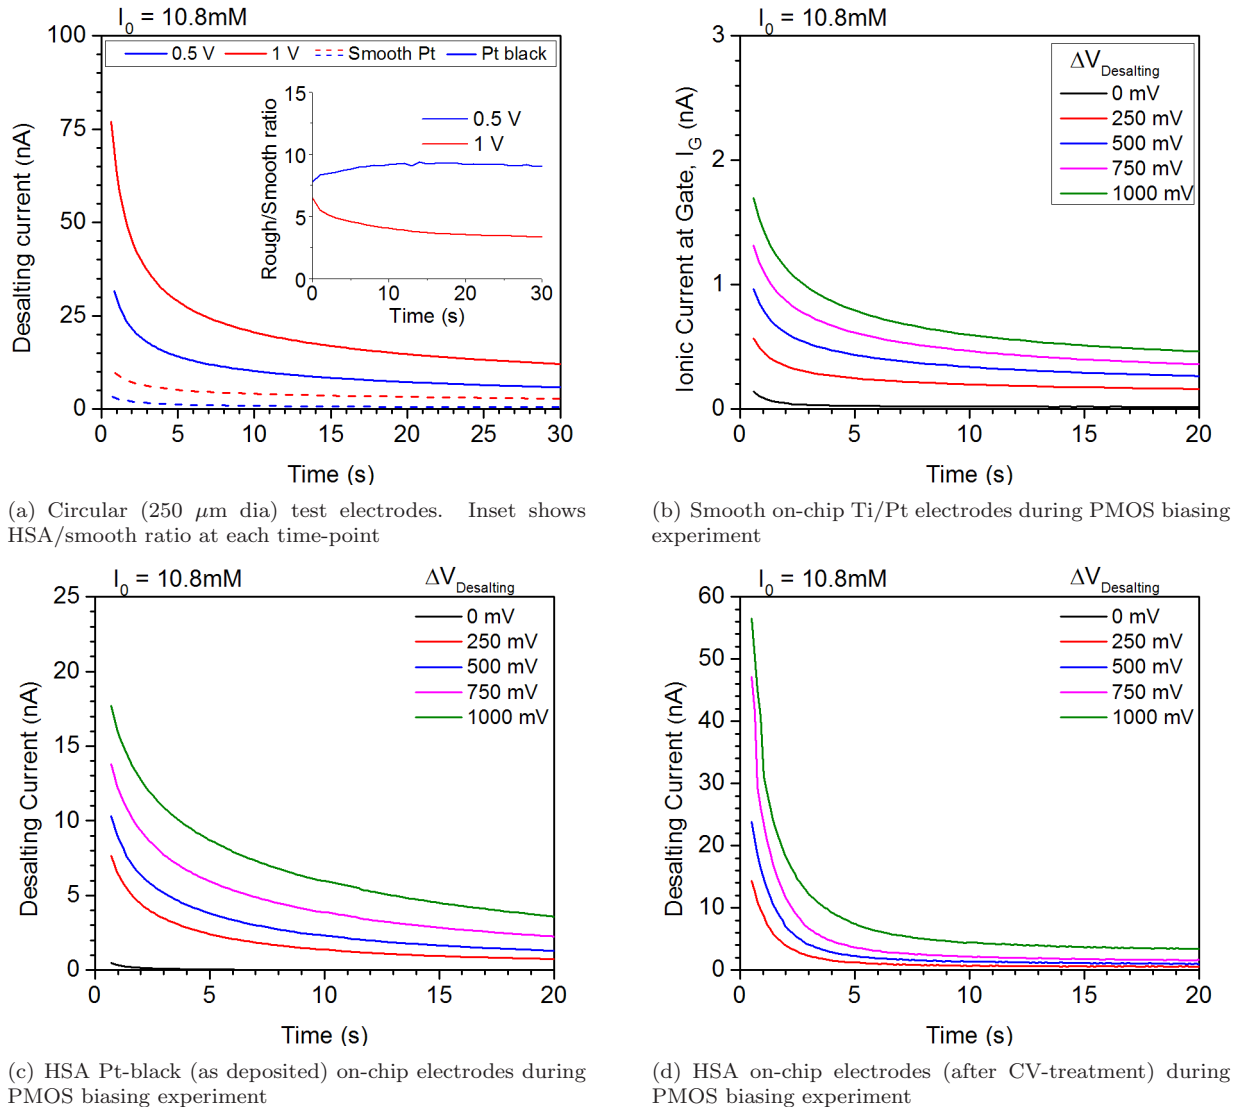 I0 = 10.8mM
100
75
50
25
0
Desalting current (nA)
0.5 V 1 V Smooth Pt Pt black
15
10
5
0
Rough/Smooth ratio
0.5 V
1 V
0 10 20 30
Time (s)
0 5 10 15 20 25 30
Time (s)
(a) Circular (250 μm dia) test electrodes. Inset shows
HSA/smooth ratio at each time-point
I0 = 10.8mM
3
2
1
0
Ionic Current at Gate, IG (nA)
ΔVDesalting
0 mV
250 mV
500 mV
750 mV
1000 mV
0 5 10 15 20
Time (s)
(b) Smooth on-chip Ti/Pt electrodes during PMOS biasing
experiment
I0 = 10.8mM
ΔVDesalting
25
20
15
10
5
0
Desalting Current (nA)
0 mV
250 mV
500 mV
750 mV
1000 mV
0 5 10 15 20
Time (s)
(c) HSA Pt-black (as deposited) on-chip electrodes during
PMOS biasing experiment
I0 = 10.8mM
ΔVDesalting
60
50
40
30
20
10
0
Desalting Current (nA)
0 mV
250 mV
500 mV
750 mV
1000 mV
0 5 10 15 20
Time (s)
(d) HSA on-chip electrodes (after CV-treatment) during
PMOS biasing experiment